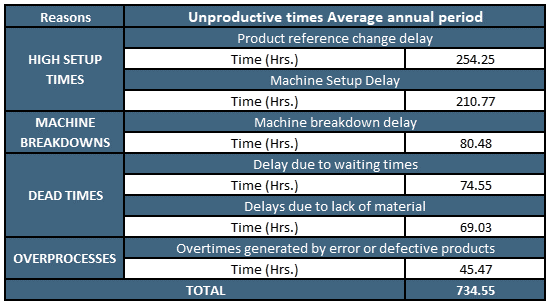 Reasons Unproductive times Average annual period
HIGH SETUP TIMES
Product reference change delay
Time (Hrs.) 254.25
Machine Setup Delay
Time (Hrs.) 210.77
MACHINE BREAKDOWNS
Machine breakdown delay
Time (Hrs.) 80.48
DEAD TIMES
Delay due to waiting times
Time (Hrs.) 74.55
Delays due to lack of material
Time (Hrs.) 69.03
OVERPROCESSES
Overtimes generated by error or defective products
Time (Hrs.) 45.47
TOTAL 734.55